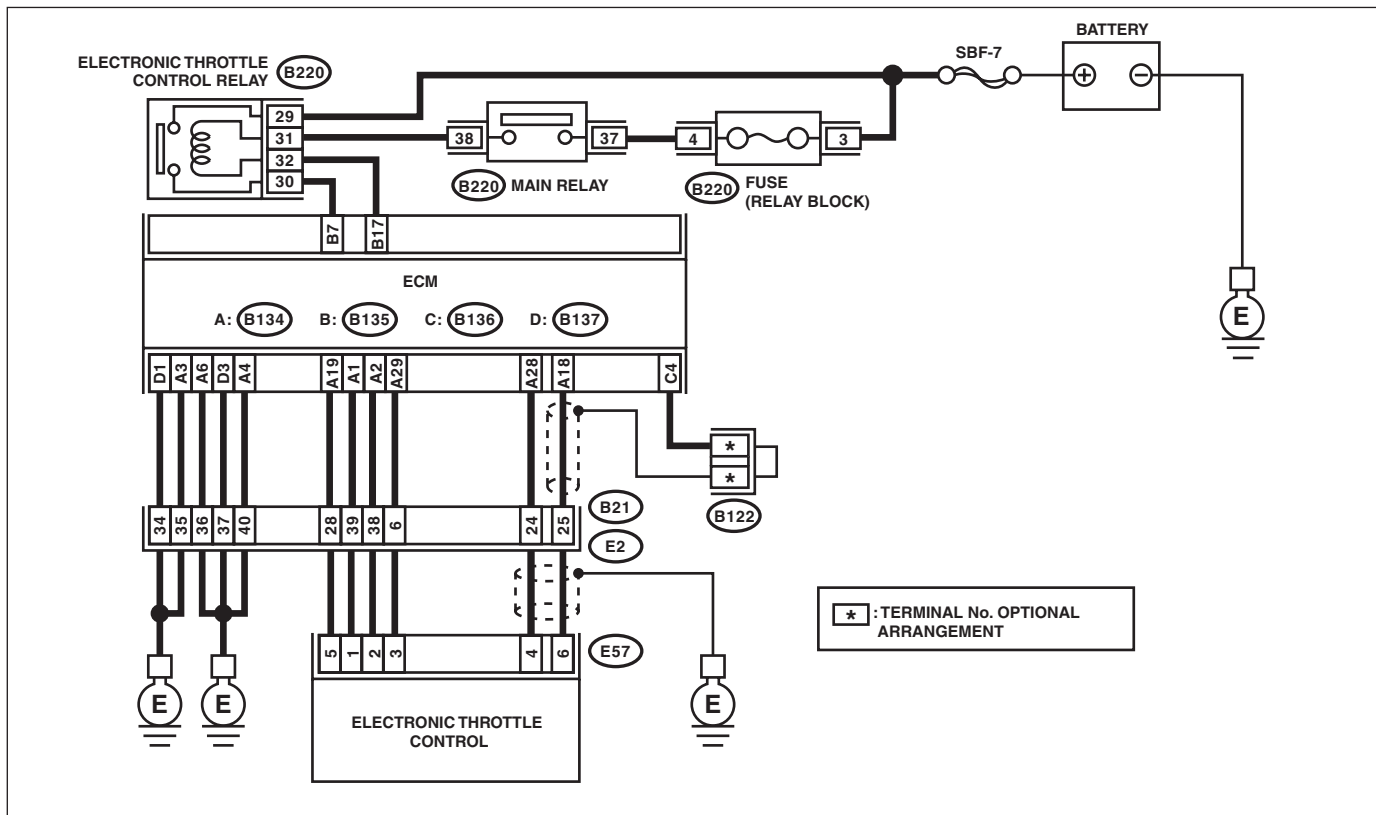 BATTERY
SBF-7
ELECTRONIC THROTTLE
CONTROL RELAY
B220
29
31
32
30
38
37
4
3
B220 MAIN RELAY
B220
FUSE
(RELAY BLOCK)
E
B7
B17
ECM
A: B134 B: B135 C: B136 D: B137
D1 A3 A6 D3 A4 A19 A1 A2 A29 A28 A18 C4
*
*
B122
B21
34 35 36 37 40 28 39 38 6 24 25
E2
* : TERMINAL No. OPTIONAL
ARRANGEMENT
5 1 2 3 4 6
E57
E E E
ELECTRONIC THROTTLE
CONTROL